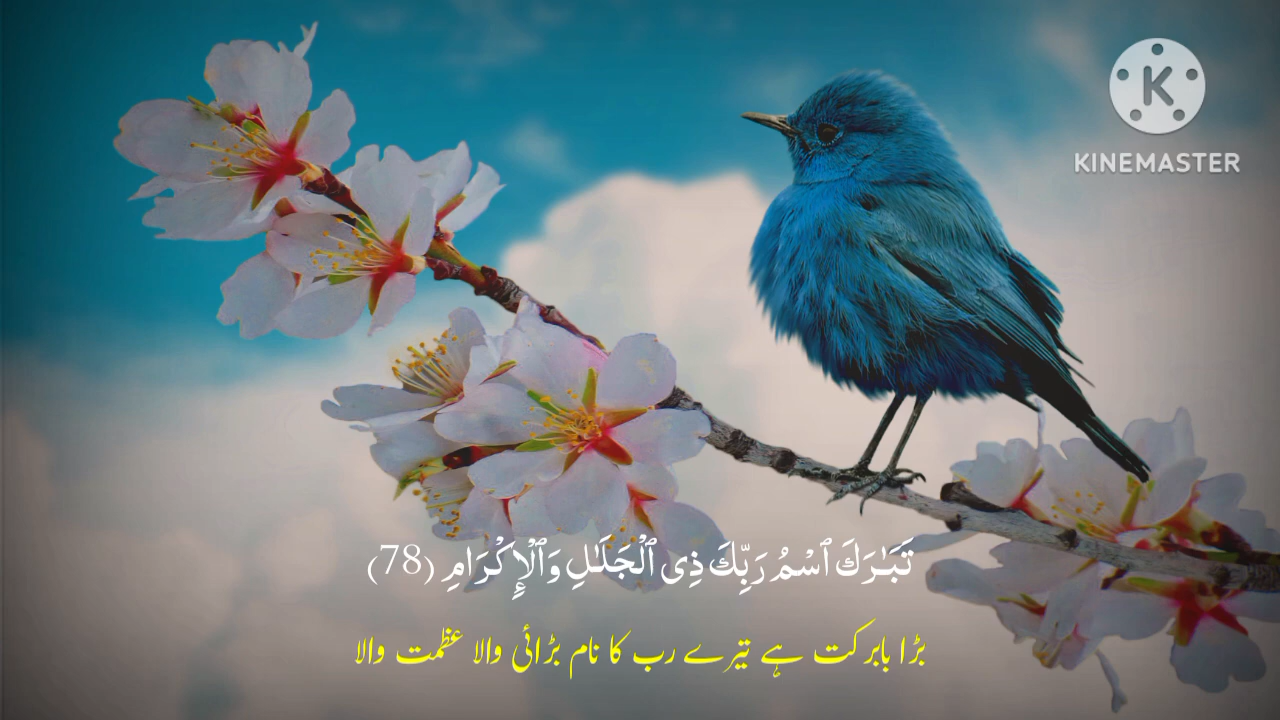 KINEMASTER
تَبَـٰرَكَ ٱسْمُ رَبِّكَ ذِى ٱلْجَلَـٰلِ وَٱلْإِكْرَامِ (78)
بڑا بابرکت ہے تیرے رب کا نام بڑائی والا عظمت والا